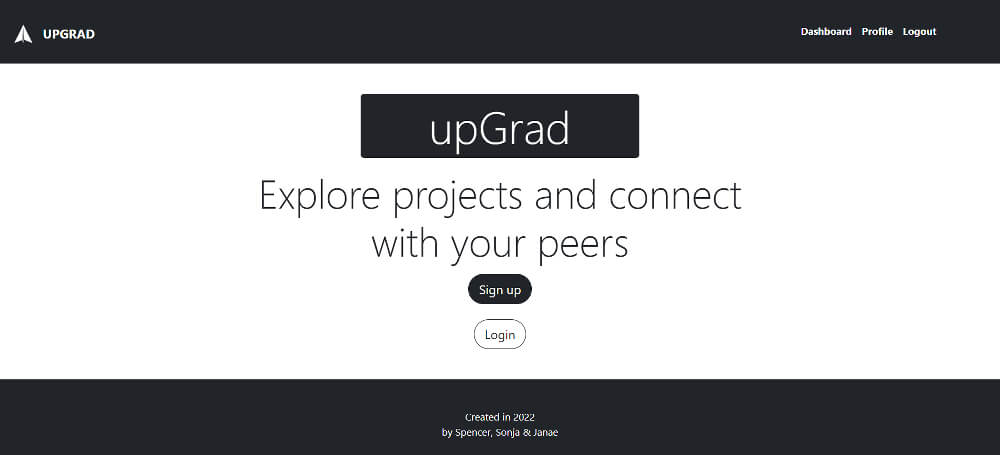 UPGRAD
Dashboard Profile Logout
upGrad
Explore projects and connect
with your peers
Sign up
Login
Created in 2022
by Spencer, Sonja & Janae